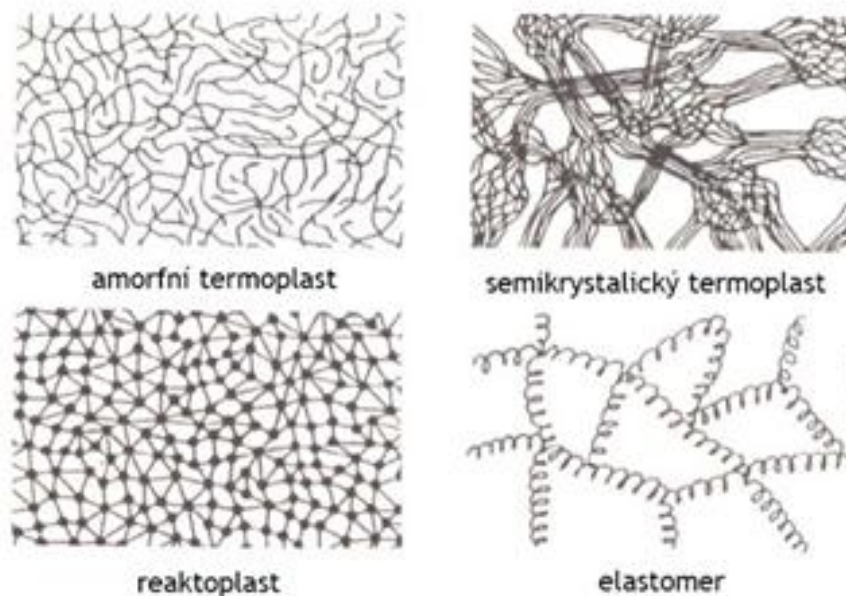 amorfní termoplast
semikrystalický termoplast
reaktoplast
elastomer